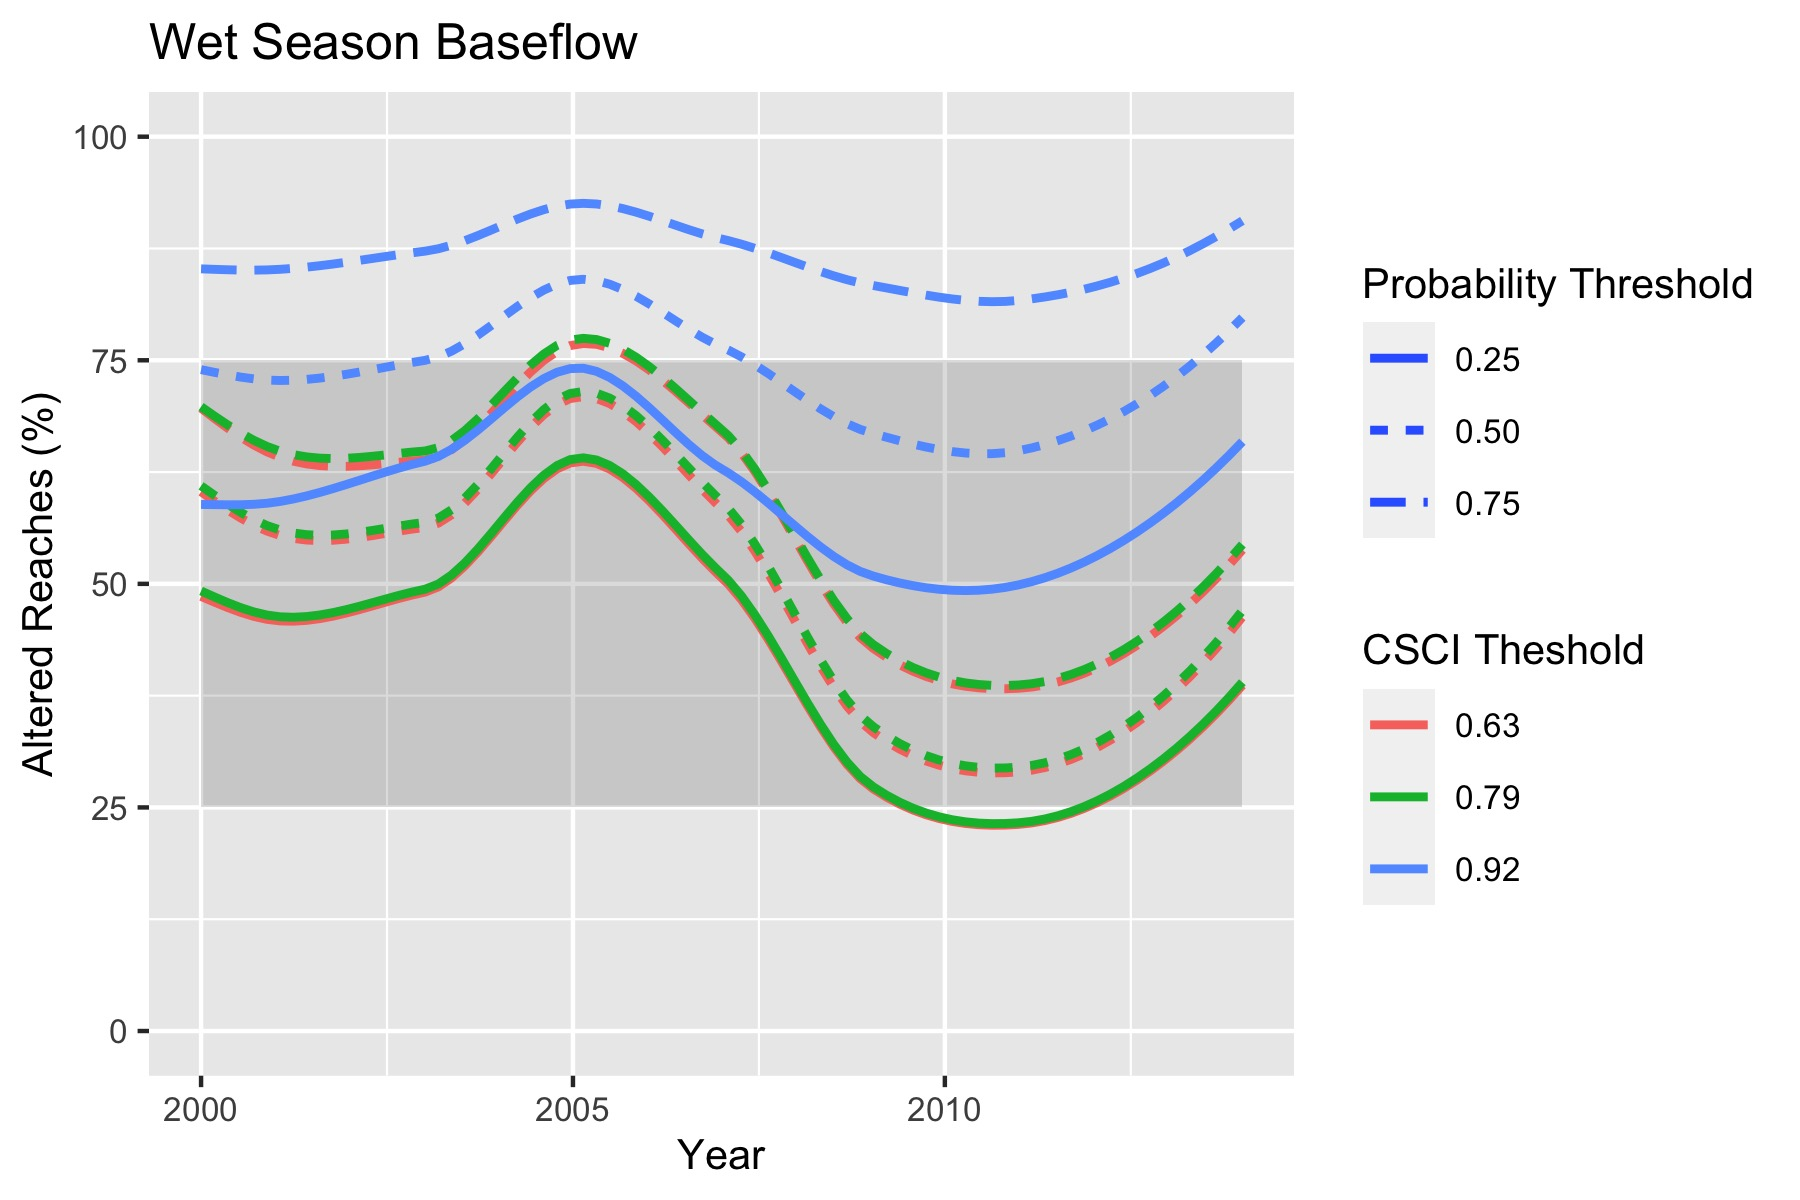 Wet Season Baseflow
100
75
50
25
0
Altered Reaches (%)
2000
2005
2010
Year
Probability Threshold
0.25
0.50
0.75
CSCI Theshold
0.63
0.79
0.92